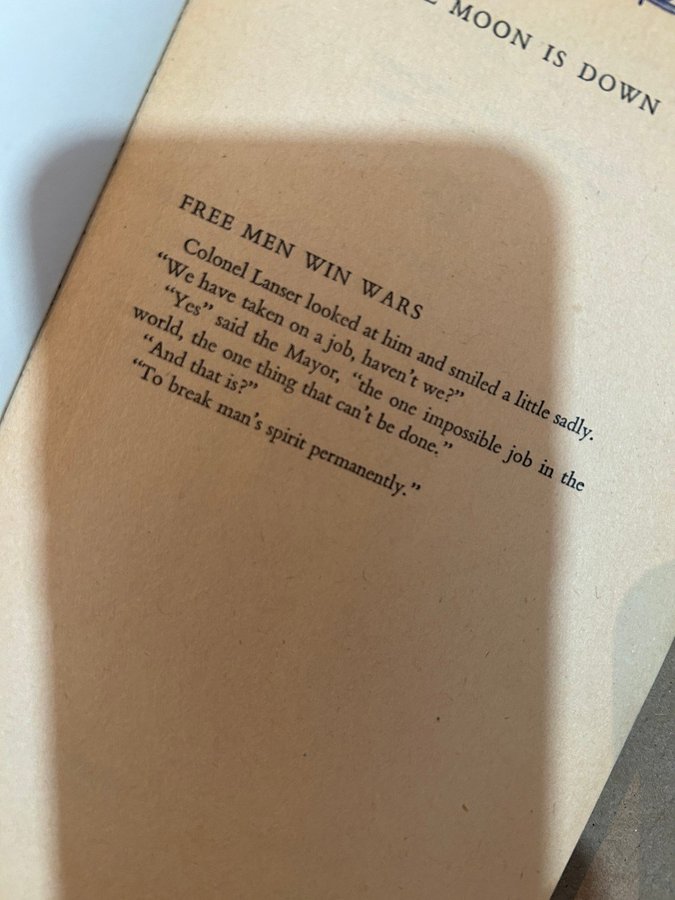 MOON IS DOWN
FREE MEN WIN WARS
Colonel Lanser looked at him and smiled a little sadly.
“We have taken on a job, haven’t we?”
“Yes” said the Mayor, “the one impossible job in the
world, the one thing that can’t be done.”
“And that is?”
“To break man’s spirit permanently.”